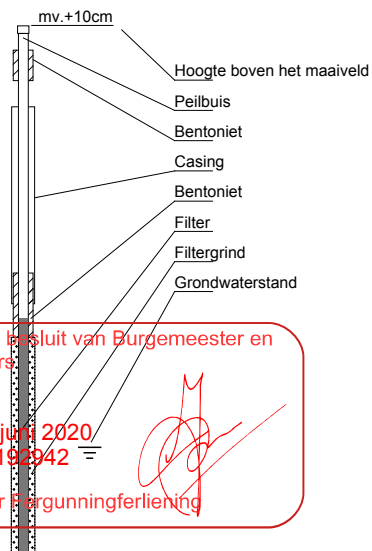 mv.+10cm
Hoogte boven het maaiveld
Peilbuis
Bentoniet
Casing
Bentoniet
Filter
Filtergrind
Grondwaterstand
besluit van Burgemeester en
juni 2020
192942
Fergunningferliening